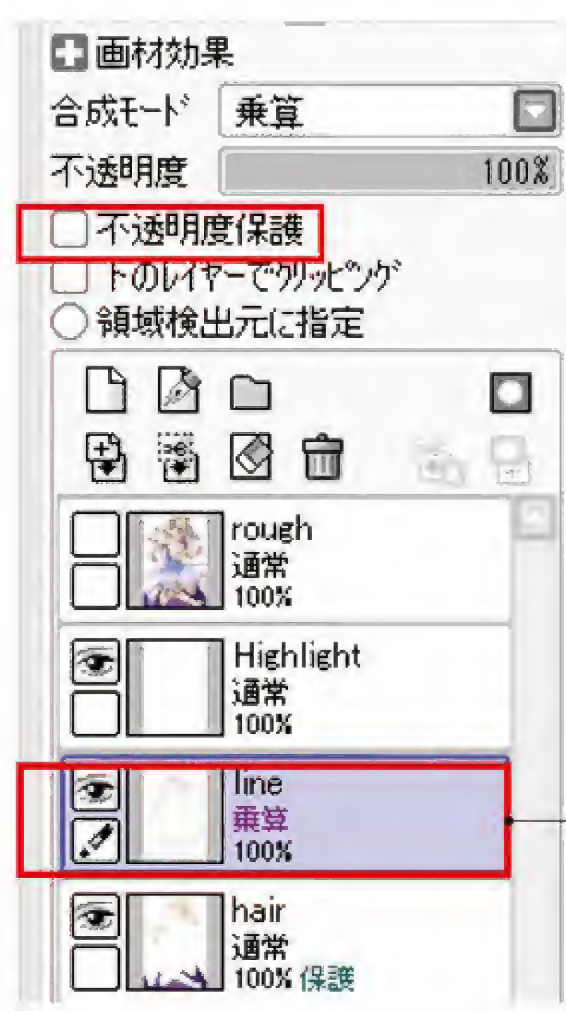 画材効果
合成モード 乗算
不透明度 100%
不透明度保護
下のレイヤーでクリッピング
領域検出元に指定
rough
通常
100%
Highlight
通常
100%
line
乗算
100%
hair
通常
100% 保護